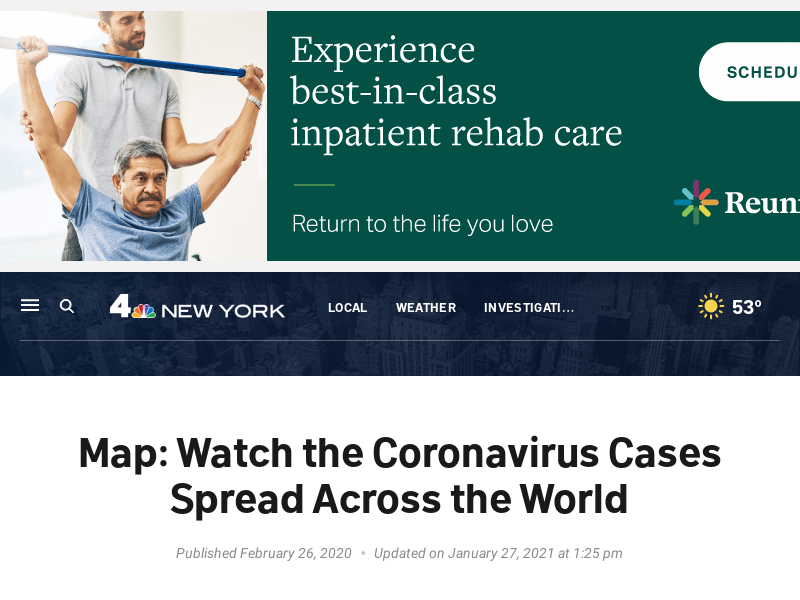 Experience
best-in-class
inpatient rehab care
SCHEDU
Return to the life you love
Reuni
4 NEW YORK
LOCAL WEATHER INVESTIGATI...
53º
Map: Watch the Coronavirus Cases
Spread Across the World
Published February 26, 2020 • Updated on January 27, 2021 at 1:25 pm